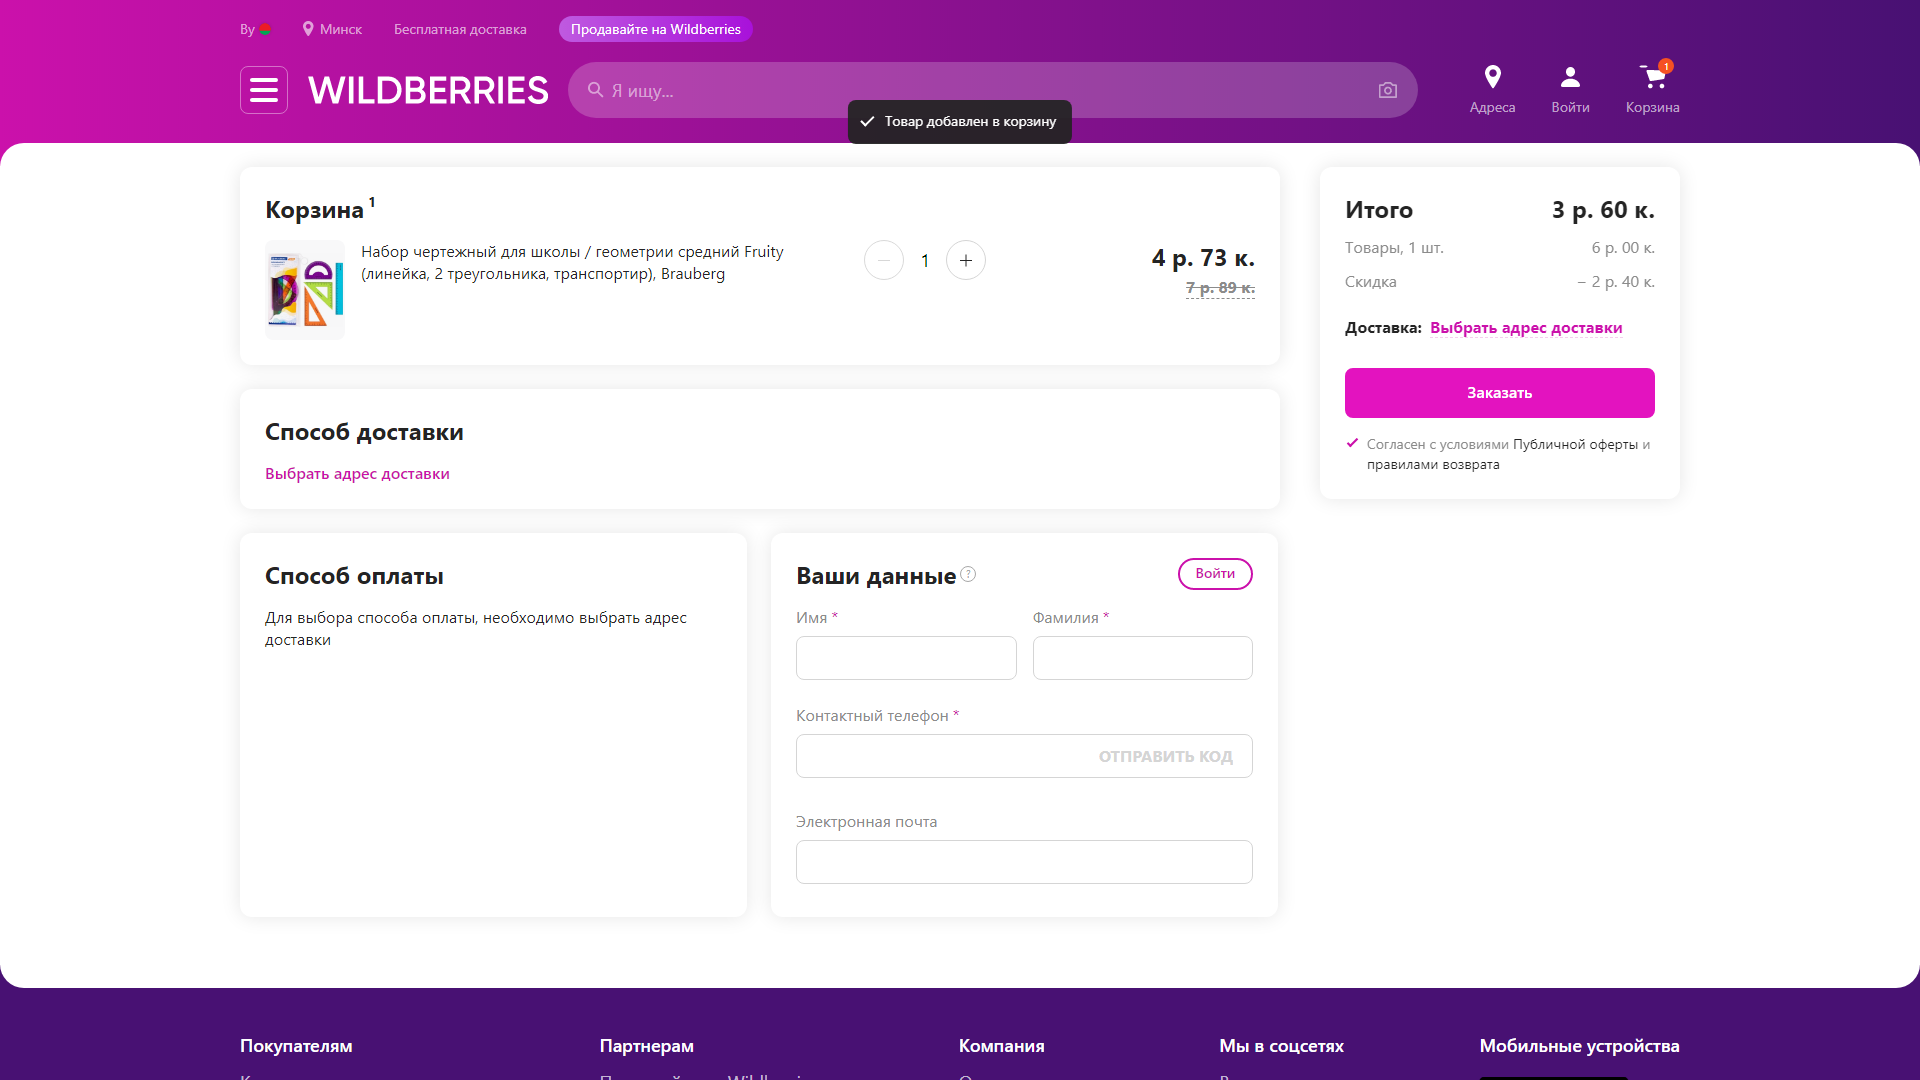 By
Минск
Бесплатная доставка
Продавайте на Wildberries
WILDBERRIES
Я ищу...
Адреса
Войти
1
Корзина
Товар добавлен в корзину
Корзина 1
Набор чертежный для школы / геометрии средний Fruity
(линейка, 2 треугольника, транспортир), Brauberg
1
4 р. 73 к.
7 р. 89 к.
Итого
3 р. 60 к.
Товары, 1 шт.
6 р. 00 к.
Скидка
− 2 р. 40 к.
Доставка: Выбрать адрес доставки
Заказать
Согласен с условиями Публичной оферты и
правилами возврата
Способ доставки
Выбрать адрес доставки
Способ оплаты
Для выбора способа оплаты, необходимо выбрать адрес
доставки
Ваши данные ?
Войти
Имя *
Фамилия *
Контактный телефон *
ОТПРАВИТЬ КОД
Электронная почта
Покупателям
Партнерам
Компания
Мы в соцсетях
Мобильные устройства